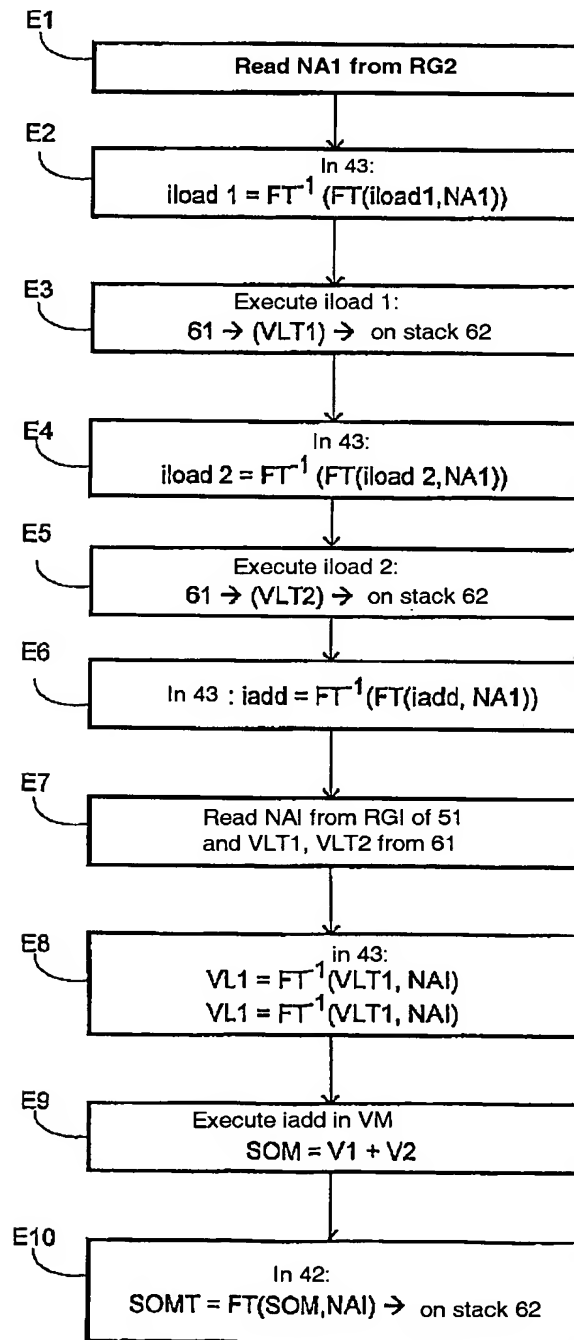 E1
Read NA1 from RG2
E2
In 43:
iload 1 = FT⁻¹ (FT(iload1,NA1))
E3
Execute iload 1:
61 → (VLT1) → on stack 62
E4
In 43:
iload 2 = FT⁻¹ (FT(iload 2,NA1))
E5
Execute iload 2:
61 → (VLT2) → on stack 62
E6
In 43 : iadd = FT⁻¹(FT(iadd, NA1))
E7
Read NAI from RGI of 51
and VLT1, VLT2 from 61
E8
in 43:
VL1 = FT⁻¹(VLT1, NAI)
VL1 = FT⁻¹(VLT1, NAI)
E9
Execute iadd in VM
SOM = V1 + V2
E10
In 42:
SOMT = FT(SOM,NAI) → on stack 62